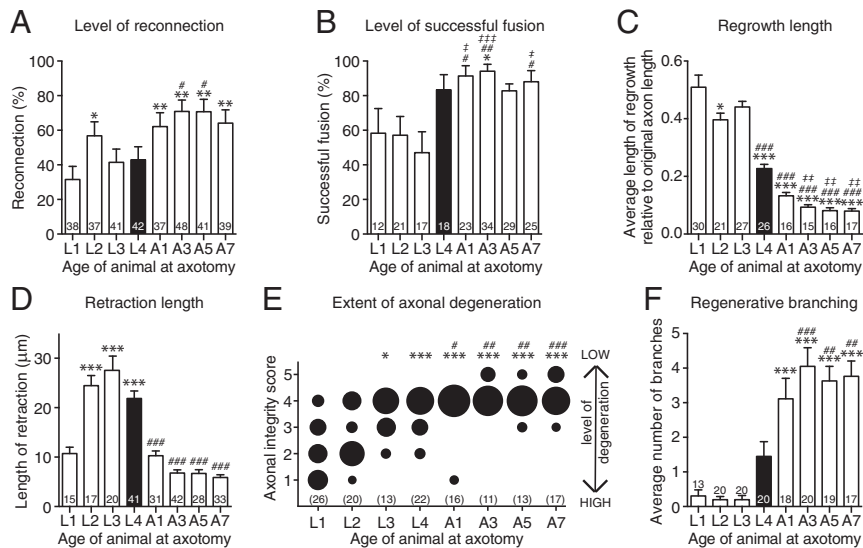 A Level of reconnection
Reconnection (%)
100
80
60
40
20
0
*
**
# **
# **
**
38 37 41 42 37 48 41 39
L1 L2 L3 L4 A1 A3 A5 A7
Age of animal at axotomy
B Level of successful fusion
Successful fusion (%)
100
80
60
40
20
0
‡ #
‡‡‡ ## *
‡ #
12 21 17 18 23 34 29 25
L1 L2 L3 L4 A1 A3 A5 A7
Age of animal at axotomy
C Regrowth length
Average length of regrowth
relative to original axon length
0.6
0.4
0.2
0.0
*
### ***
### ***
‡‡ ### ***
‡‡ ### ***
‡‡ ### ***
30 21 27 26 16 15 16 17
L1 L2 L3 L4 A1 A3 A5 A7
Age of animal at axotomy
D Retraction length
Length of retraction (μm)
30
20
10
0
*** *** *** ### ### ### ###
15 17 20 41 31 42 28 33
L1 L2 L3 L4 A1 A3 A5 A7
Age of animal at axotomy
E Extent of axonal degeneration
Axonal integrity score
5
4
3
2
1
# ## ## ###
* *** *** *** *** ***
LOW
level of
degeneration
HIGH
(26) (20) (13) (22) (16) (11) (13) (17)
L1 L2 L3 L4 A1 A3 A5 A7
Age of animal at axotomy
F Regenerative branching
Average number of branches
5
4
3
2
1
0
***
### ***
## ***
## ***
13 20 20 20 18 20 19 17
L1 L2 L3 L4 A1 A3 A5 A7
Age of animal at axotomy